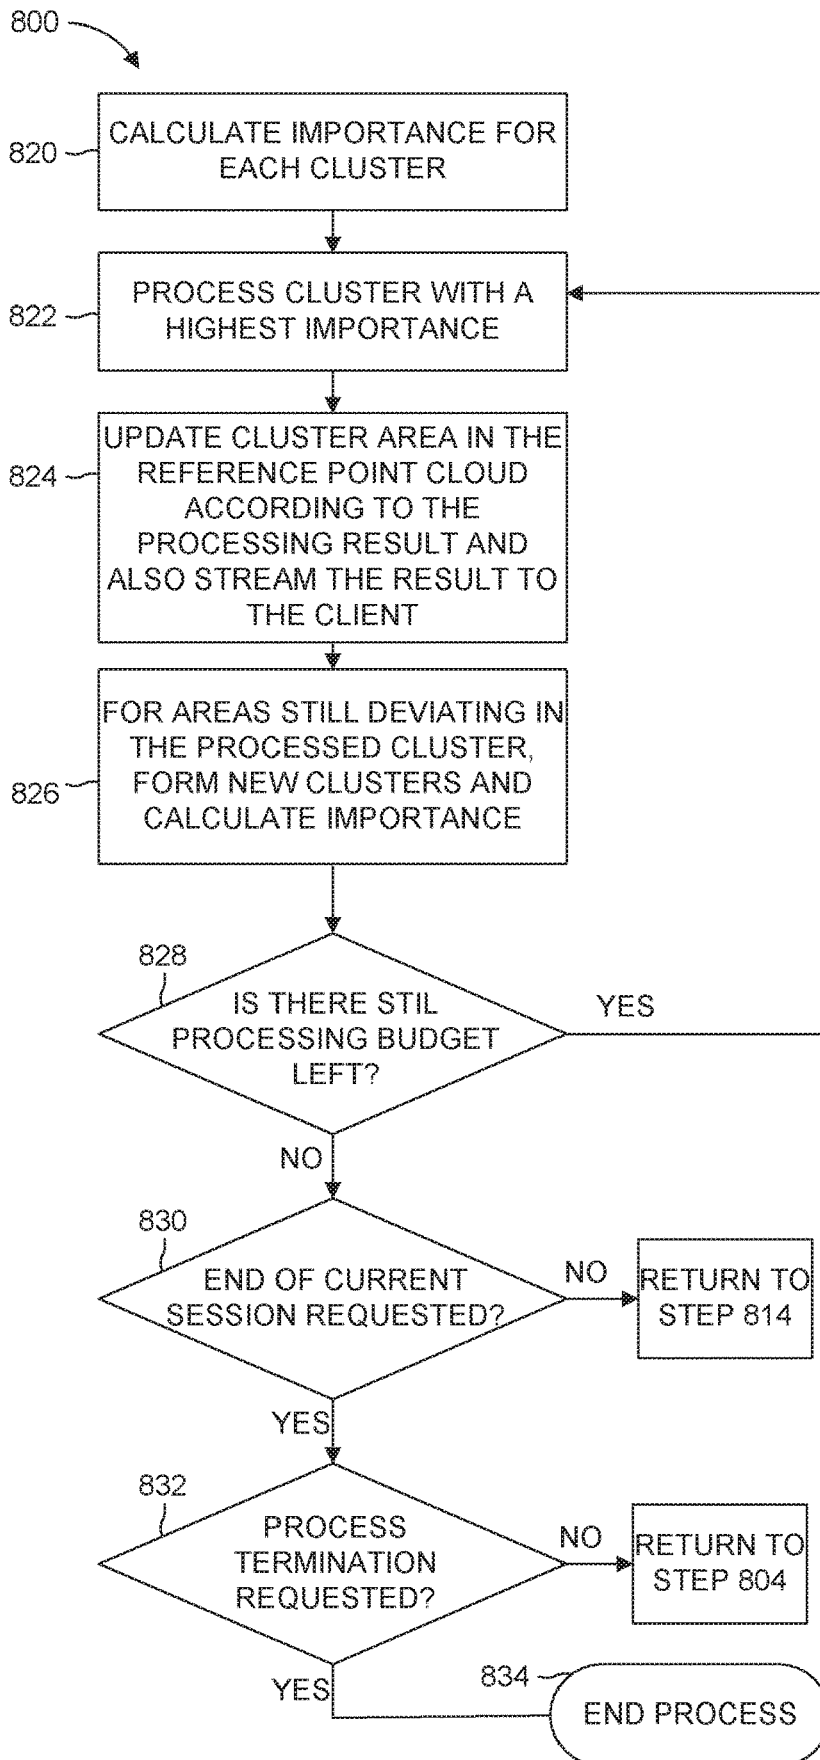 800
820
CALCULATE IMPORTANCE FOR
EACH CLUSTER
822
PROCESS CLUSTER WITH A
HIGHEST IMPORTANCE
824
UPDATE CLUSTER AREA IN THE
REFERENCE POINT CLOUD
ACCORDING TO THE
PROCESSING RESULT AND
ALSO STREAM THE RESULT TO
THE CLIENT
826
FOR AREAS STILL DEVIATING IN
THE PROCESSED CLUSTER,
FORM NEW CLUSTERS AND
CALCULATE IMPORTANCE
828
IS THERE STIL
PROCESSING BUDGET
LEFT?
YES
NO
830
END OF CURRENT
SESSION REQUESTED?
NO
RETURN TO
STEP 814
YES
832
PROCESS
TERMINATION
REQUESTED?
NO
RETURN TO
STEP 804
YES
834
END PROCESS